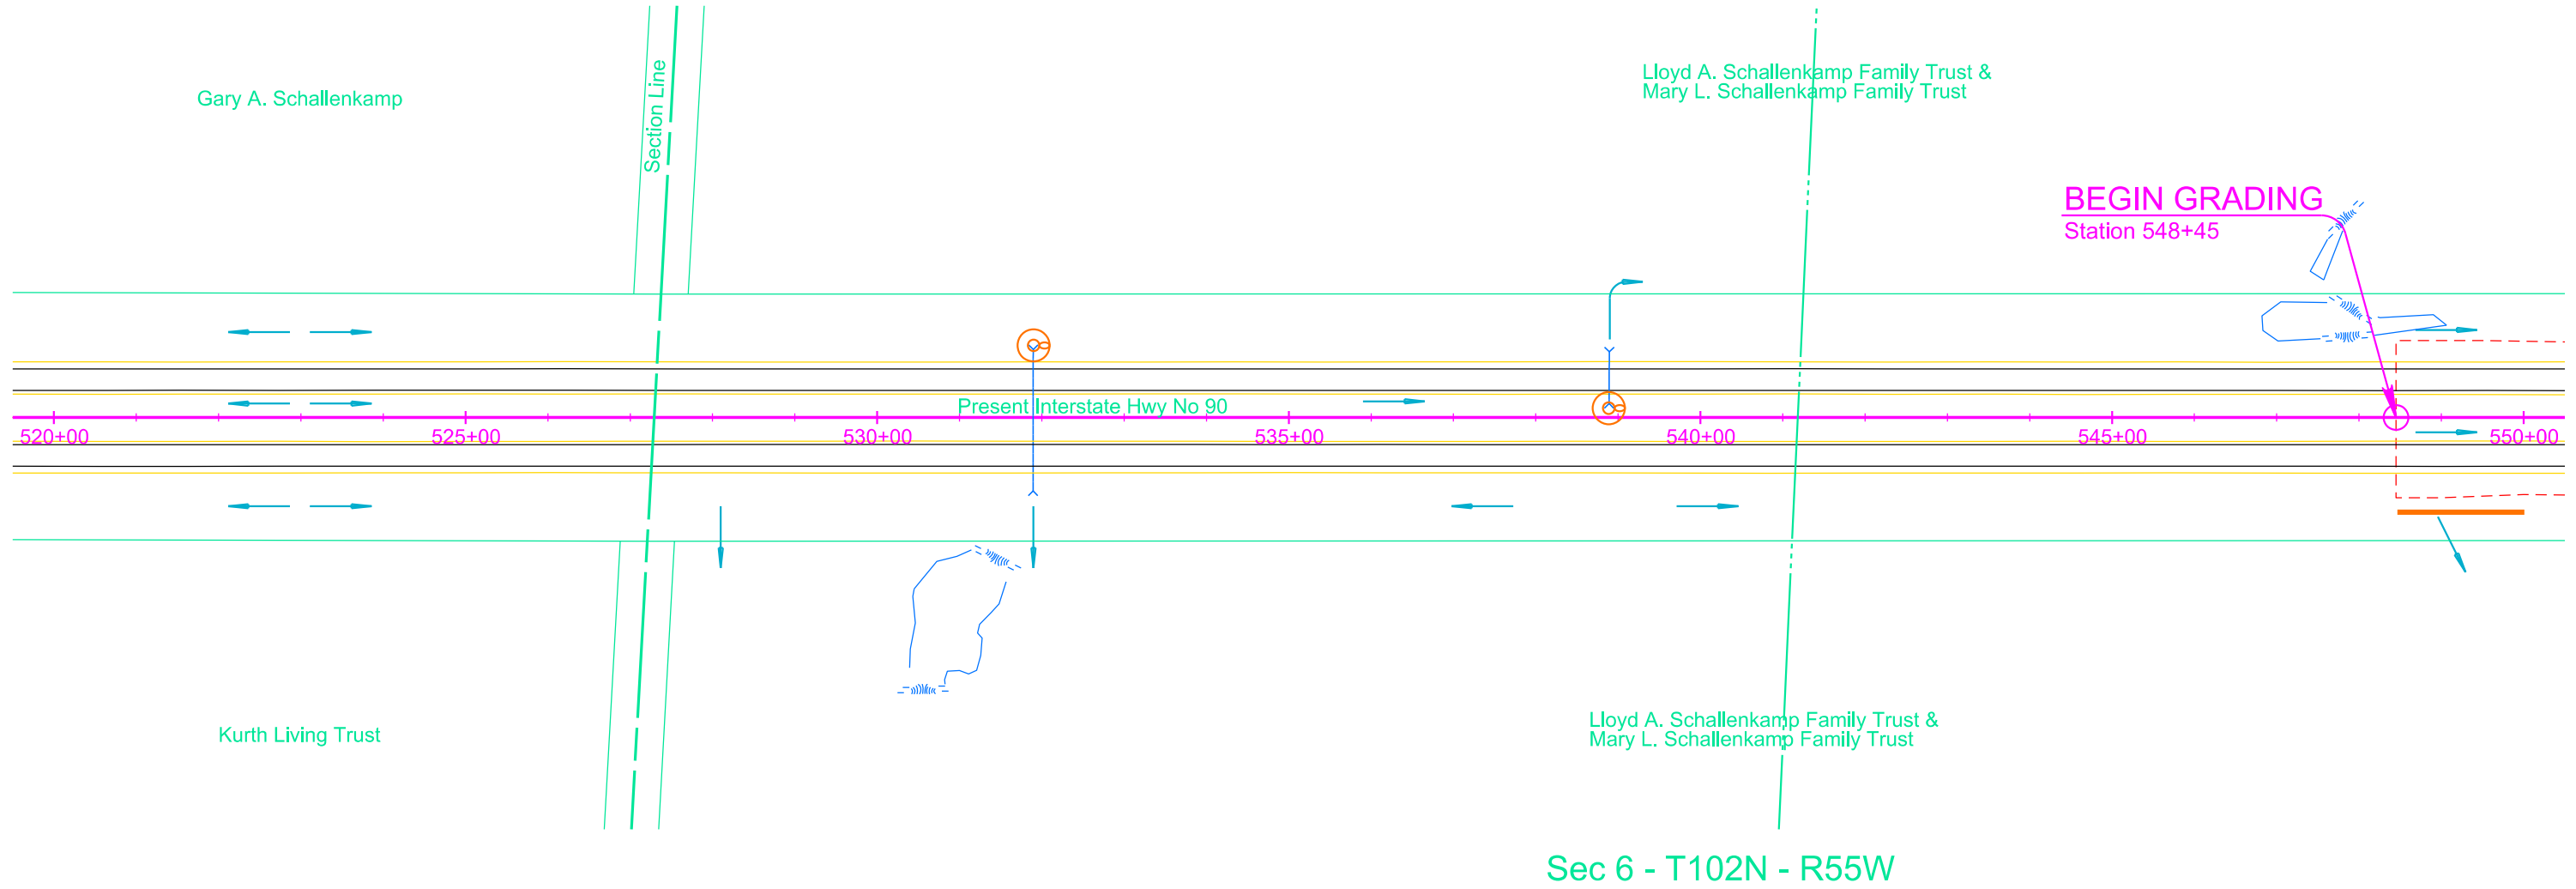 Gary A. Schallenkamp
Section Line
Lloyd A. Schallenkamp Family Trust &
Mary L. Schallenkamp Family Trust
BEGIN GRADING
Station 548+45
Present Interstate Hwy No 90
520+00
525+00
530+00
535+00
540+00
545+00
550+00
Kurth Living Trust
Lloyd A. Schallenkamp Family Trust &
Mary L. Schallenkamp Family Trust
Sec 6 - T102N - R55W